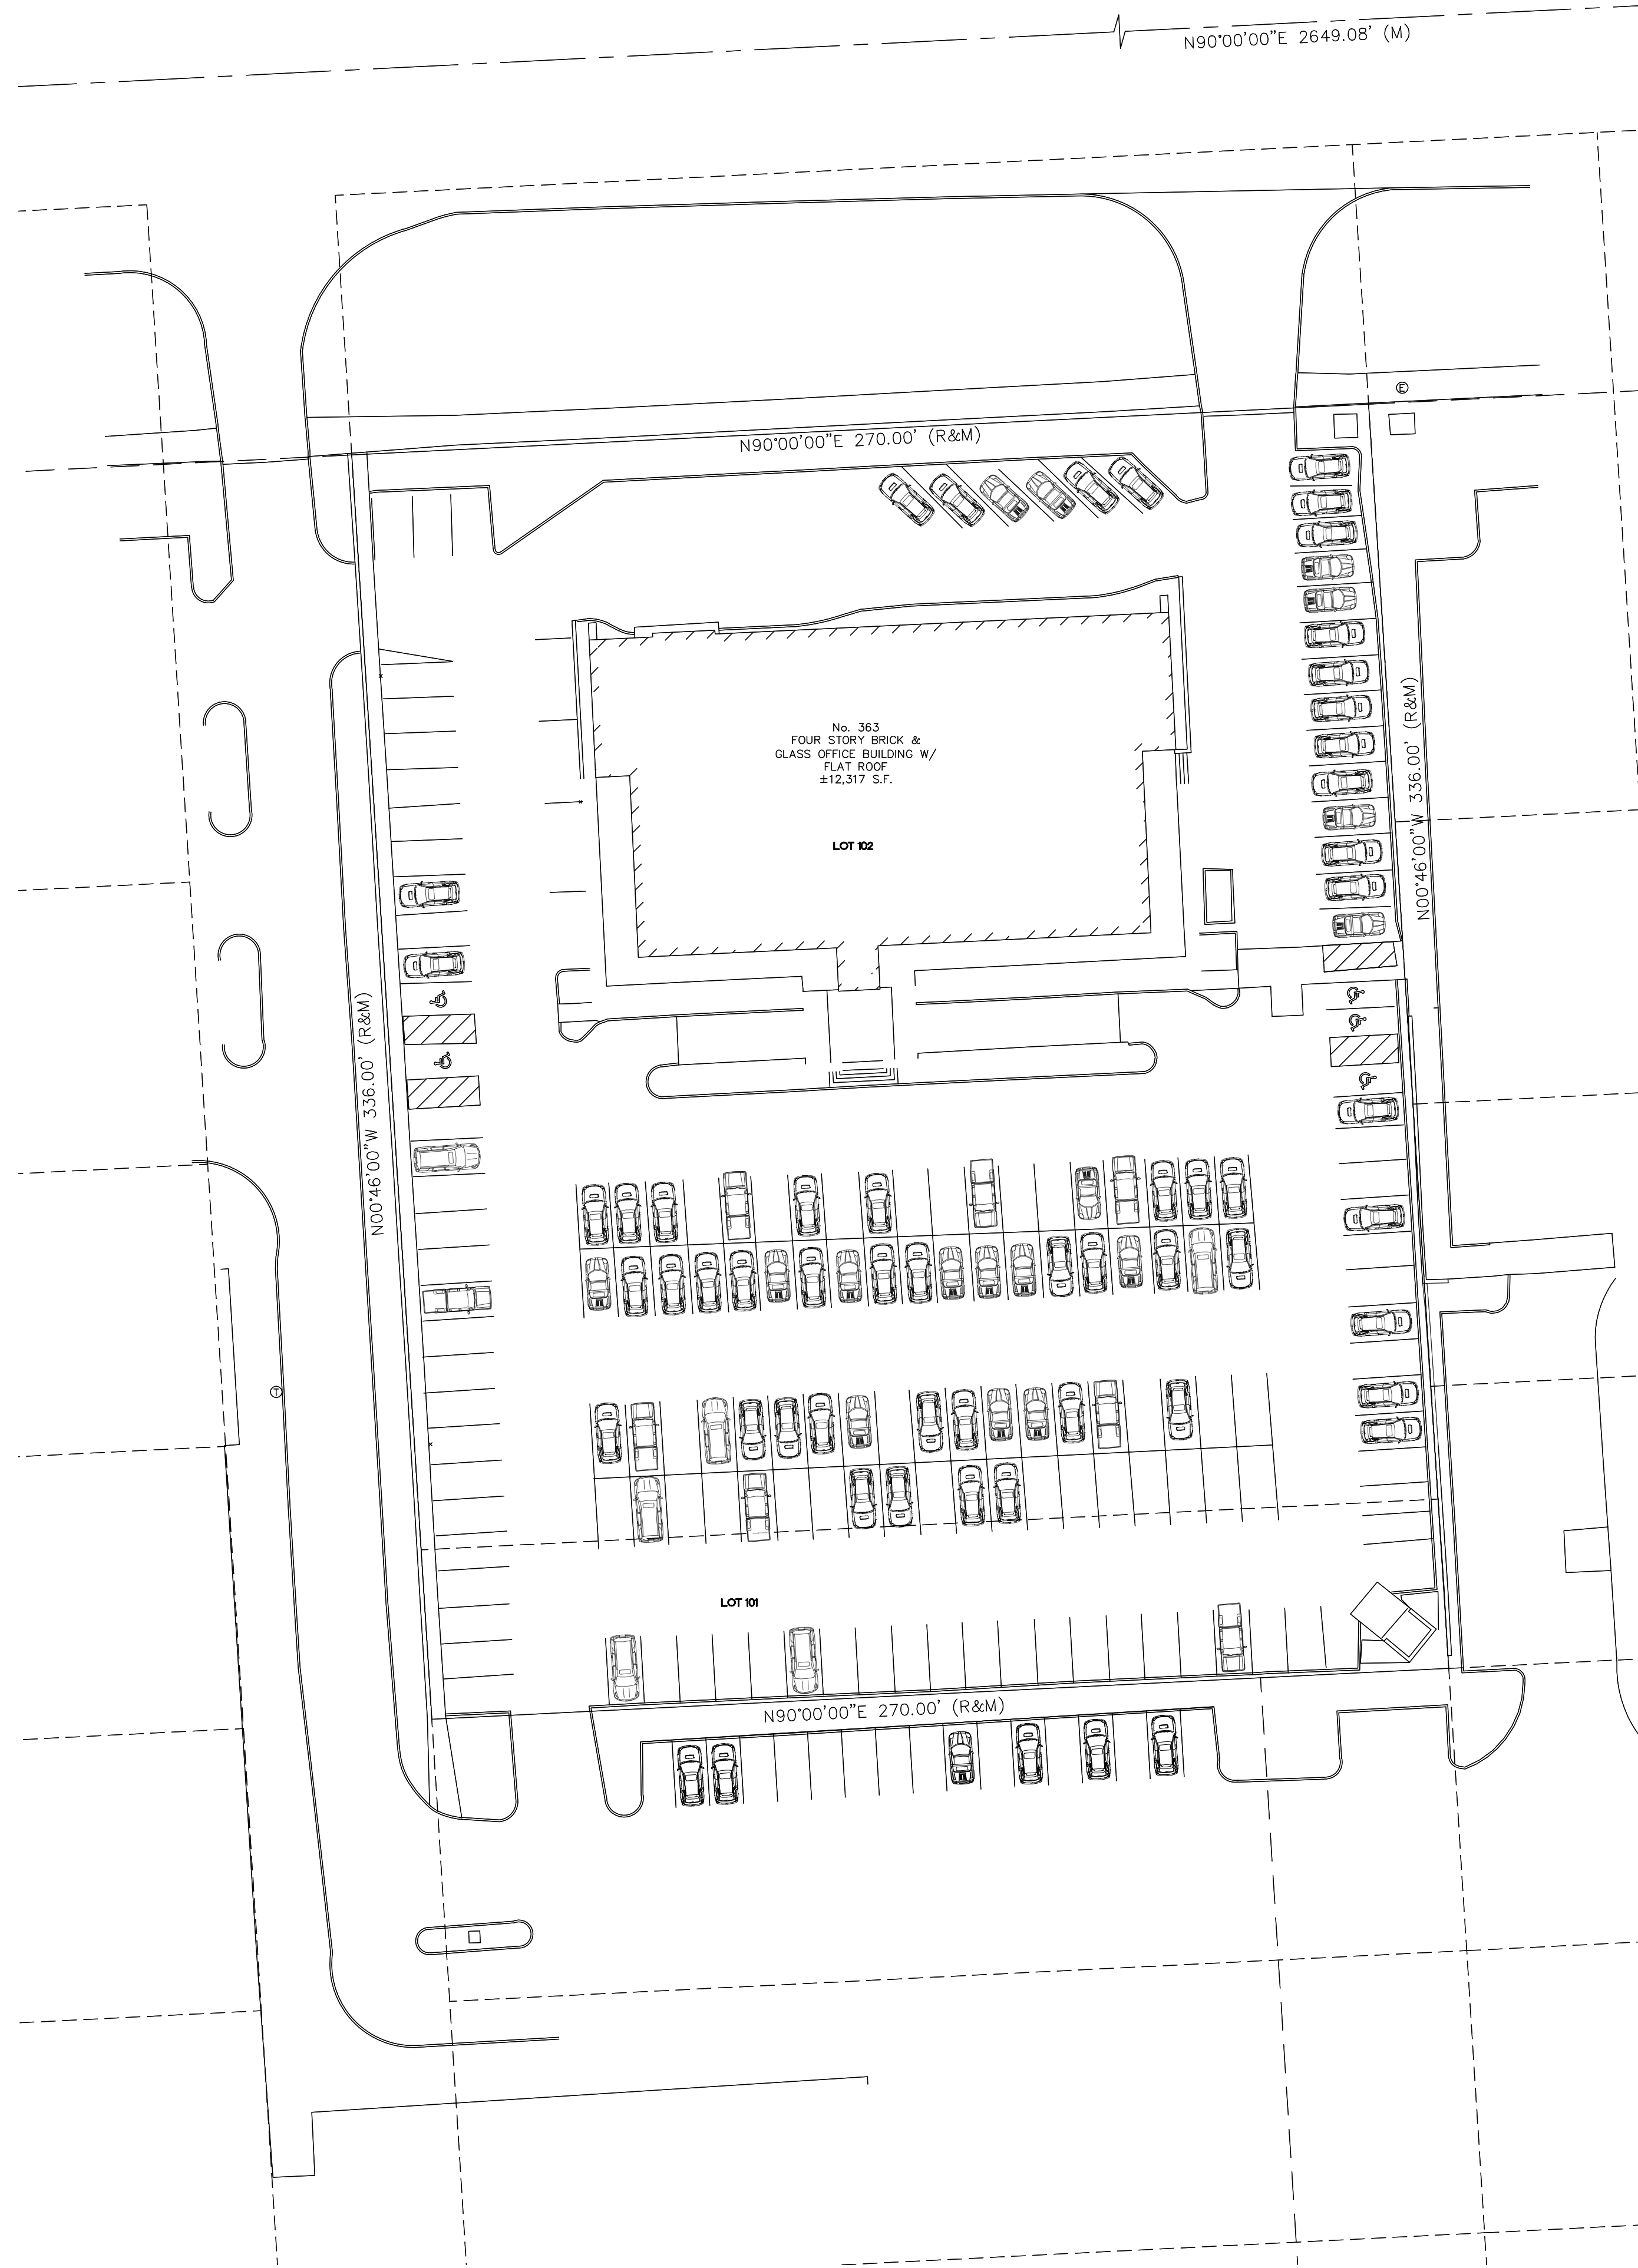 N90°00'00"E 2649.08' (M)
E
N90°00'00"E 270.00' (R&M)
No. 363
FOUR STORY BRICK &
GLASS OFFICE BUILDING W/
FLAT ROOF
±12,317 S.F.
LOT 102
N00°46'00"W 336.00' (R&M)
N00°46'00"W 336.00' (R&M)
T
LOT 101
N90°00'00"E 270.00' (R&M)